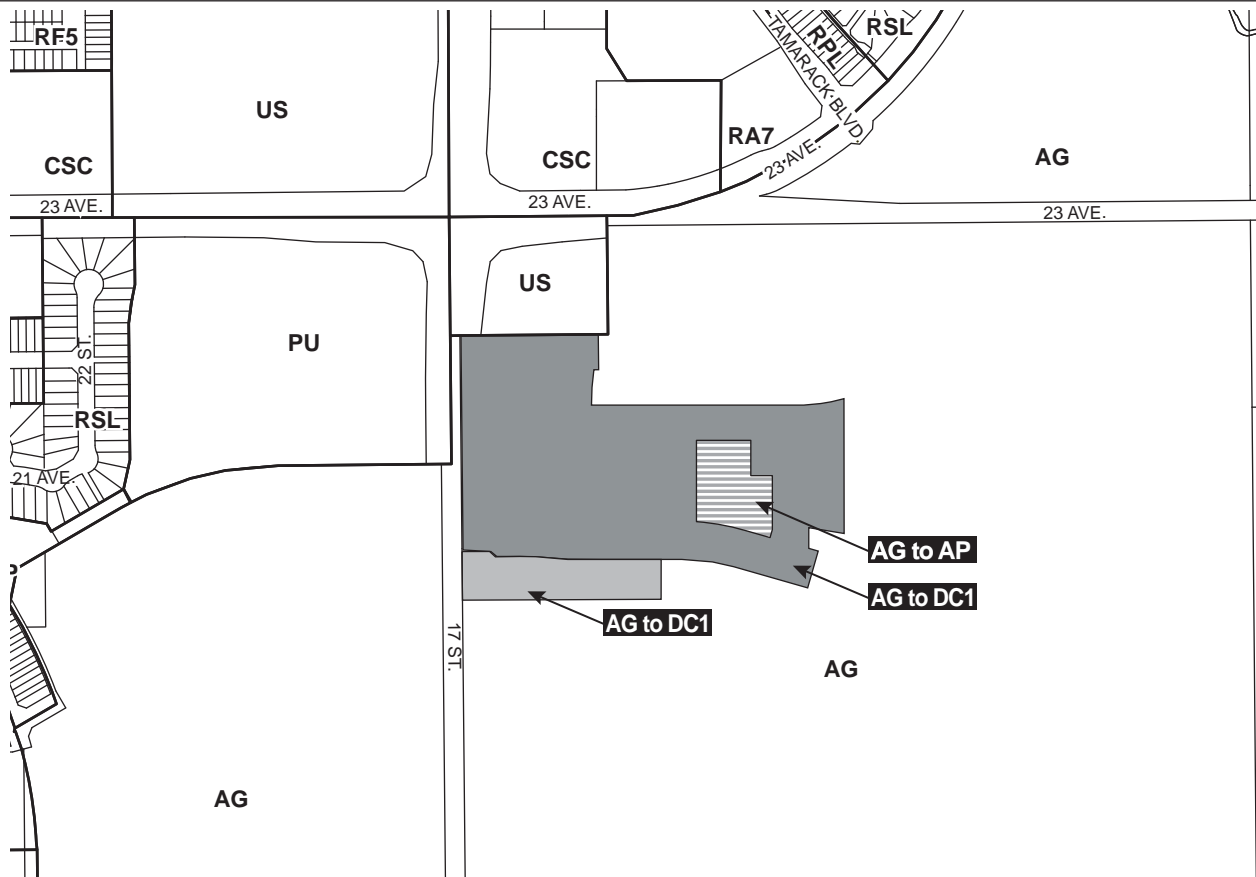 RF5
RSL
RPL
TAMARACK BLVD.
US
CSC
CSC
RA7
AG
23 AVE.
23 AVE.
23 AVE.
23 AVE.
US
PU
22 ST.
RSL
21 AVE.
AG to AP
AG to DC1
AG to DC1
17 ST.
AG
AG